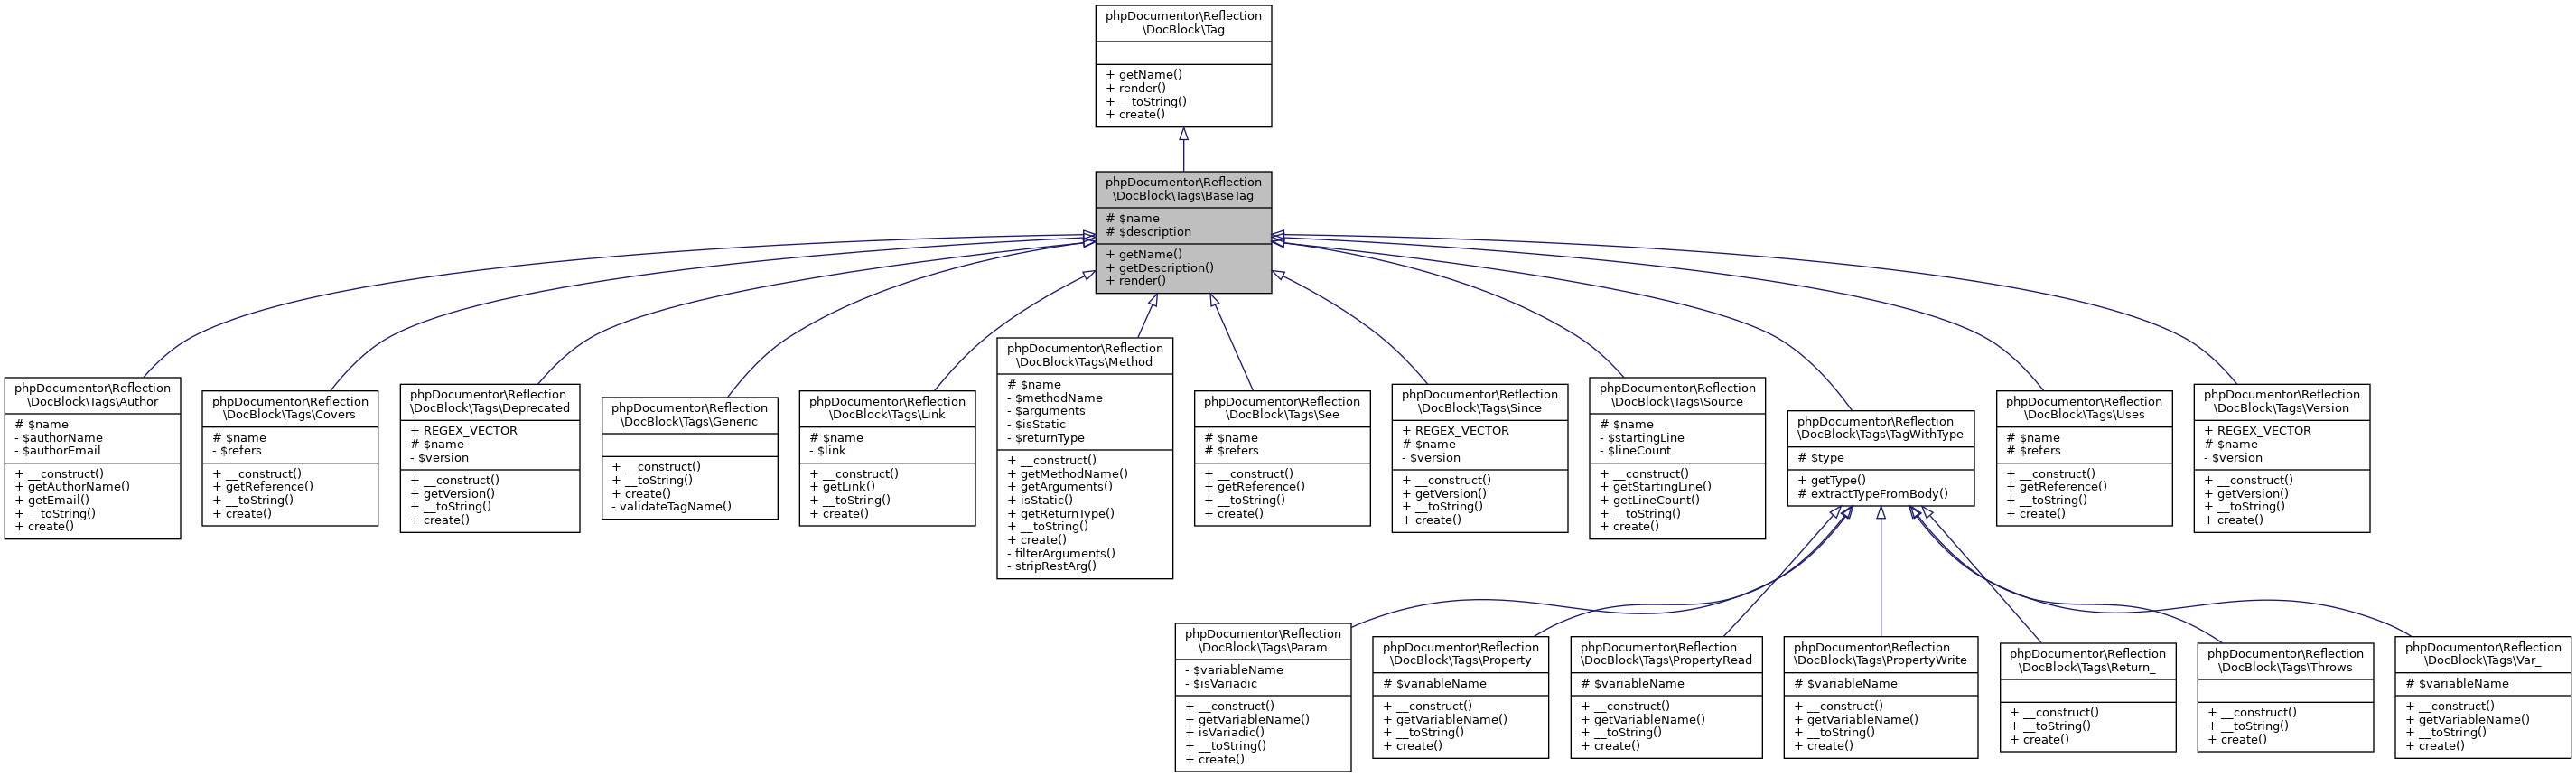 phpDocumentor\Reflection
\DocBlock\Tag
+ getName()
+ render()
+ __toString()
+ create()
phpDocumentor\Reflection
\DocBlock\Tags\BaseTag
# $name
# $description
+ getName()
+ getDescription()
+ render()
phpDocumentor\Reflection
\DocBlock\Tags\Author
# $name
- $authorName
- $authorEmail
+ __construct()
+ getAuthorName()
+ getEmail()
+ __toString()
+ create()
phpDocumentor\Reflection
\DocBlock\Tags\Covers
# $name
- $refers
+ __construct()
+ getReference()
+ __toString()
+ create()
phpDocumentor\Reflection
\DocBlock\Tags\Deprecated
+ REGEX_VECTOR
# $name
- $version
+ __construct()
+ getVersion()
+ __toString()
+ create()
phpDocumentor\Reflection
\DocBlock\Tags\Generic
+ __construct()
+ __toString()
+ create()
- validateTagName()
phpDocumentor\Reflection
\DocBlock\Tags\Link
# $name
- $link
+ __construct()
+ getLink()
+ __toString()
+ create()
phpDocumentor\Reflection
\DocBlock\Tags\Method
# $name
- $methodName
- $arguments
- $isStatic
- $returnType
+ __construct()
+ getMethodName()
+ getArguments()
+ isStatic()
+ getReturnType()
+ __toString()
+ create()
- filterArguments()
- stripRestArg()
phpDocumentor\Reflection
\DocBlock\Tags\See
# $name
# $refers
+ __construct()
+ getReference()
+ __toString()
+ create()
phpDocumentor\Reflection
\DocBlock\Tags\Since
+ REGEX_VECTOR
# $name
- $version
+ __construct()
+ getVersion()
+ __toString()
+ create()
phpDocumentor\Reflection
\DocBlock\Tags\Source
# $name
- $startingLine
- $lineCount
+ __construct()
+ getStartingLine()
+ getLineCount()
+ __toString()
+ create()
phpDocumentor\Reflection
\DocBlock\Tags\TagWithType
# $type
+ getType()
# extractTypeFromBody()
phpDocumentor\Reflection
\DocBlock\Tags\Uses
# $name
# $refers
+ __construct()
+ getReference()
+ __toString()
+ create()
phpDocumentor\Reflection
\DocBlock\Tags\Version
+ REGEX_VECTOR
# $name
- $version
+ __construct()
+ getVersion()
+ __toString()
+ create()
phpDocumentor\Reflection
\DocBlock\Tags\Param
- $variableName
- $isVariadic
+ __construct()
+ getVariableName()
+ isVariadic()
+ __toString()
+ create()
phpDocumentor\Reflection
\DocBlock\Tags\Property
# $variableName
+ __construct()
+ getVariableName()
+ __toString()
+ create()
phpDocumentor\Reflection
\DocBlock\Tags\PropertyRead
# $variableName
+ __construct()
+ getVariableName()
+ __toString()
+ create()
phpDocumentor\Reflection
\DocBlock\Tags\PropertyWrite
# $variableName
+ __construct()
+ getVariableName()
+ __toString()
+ create()
phpDocumentor\Reflection
\DocBlock\Tags\Return_
+ __construct()
+ __toString()
+ create()
phpDocumentor\Reflection
\DocBlock\Tags\Throws
+ __construct()
+ __toString()
+ create()
phpDocumentor\Reflection
\DocBlock\Tags\Var_
# $variableName
+ __construct()
+ getVariableName()
+ __toString()
+ create()